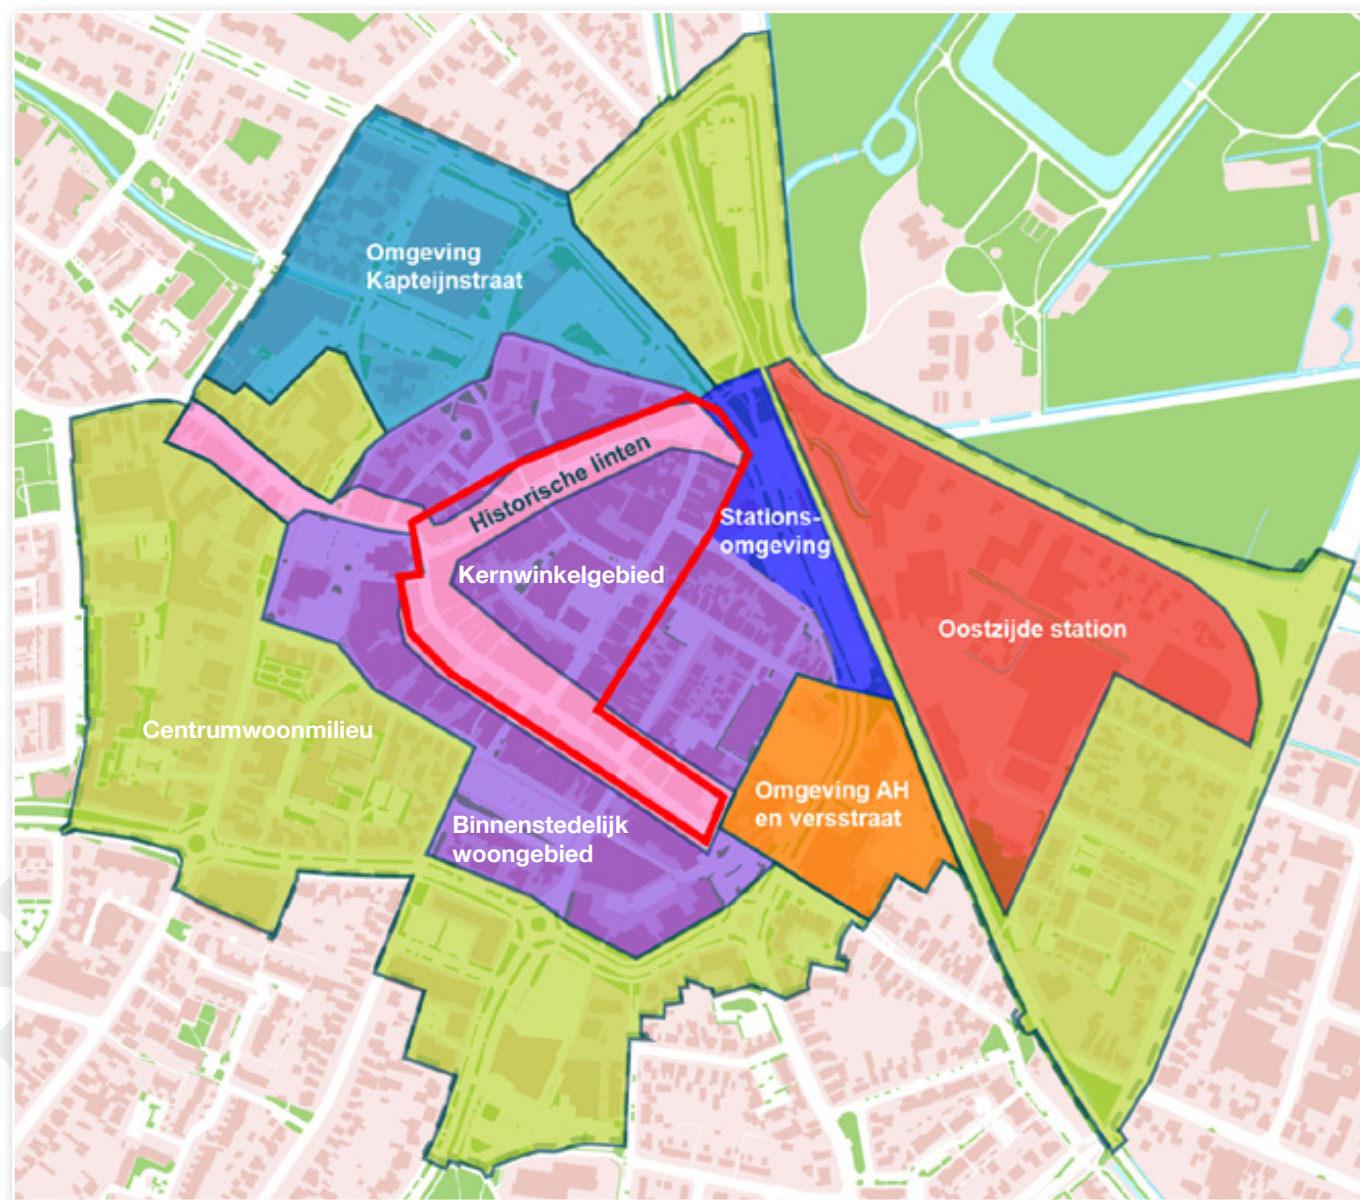 Omgeving
Kapteijnstraat
Historische linten
Stations-
omgeving
Kernwinkelgebied
Oostzijde station
Centrumwoonmilieu
Omgeving AH
en versstraat
Binnenstedelijk
woongebied